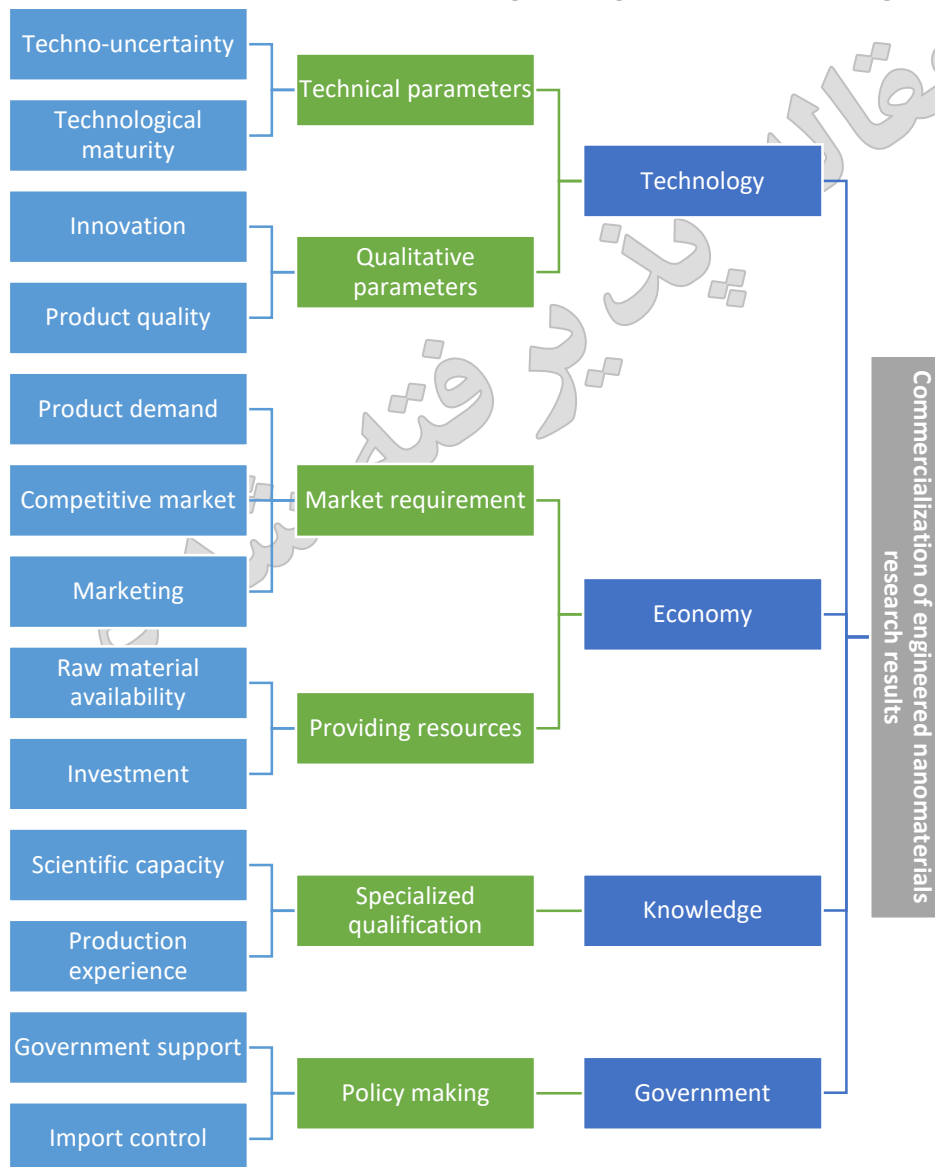 Techno-uncertainty
Technical parameters
Technological
maturity
Technology
Innovation
Qualitative
parameters
Product quality
Product demand
Competitive market
Market requirement
Marketing
Economy
Raw material
availability
Providing resources
Investment
Scientific capacity
Specialized
qualification
Knowledge
Production
experience
Government support
Policy making
Government
Import control
Commercialization of engineered nanomaterials
research results